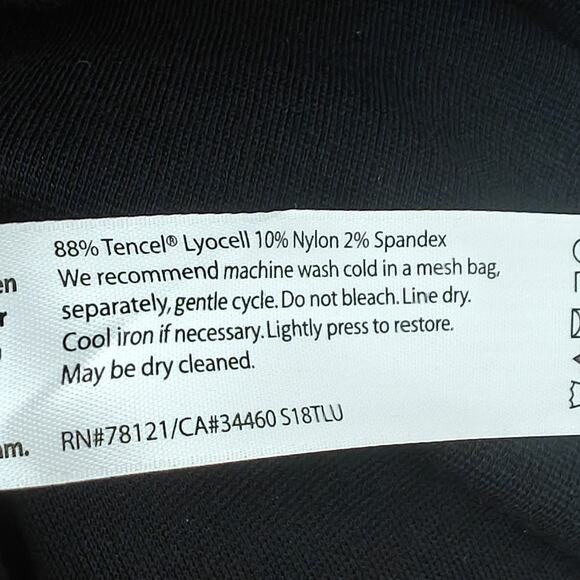 88% Tencel® Lyocell 10% Nylon 2% Spandex
We recommend machine wash cold in a mesh bag,
separately, gentle cycle. Do not bleach. Line dry.
Cool iron if necessary. Lightly press to restore.
May be dry cleaned.
RN#78121/CA#34460 S18TLU